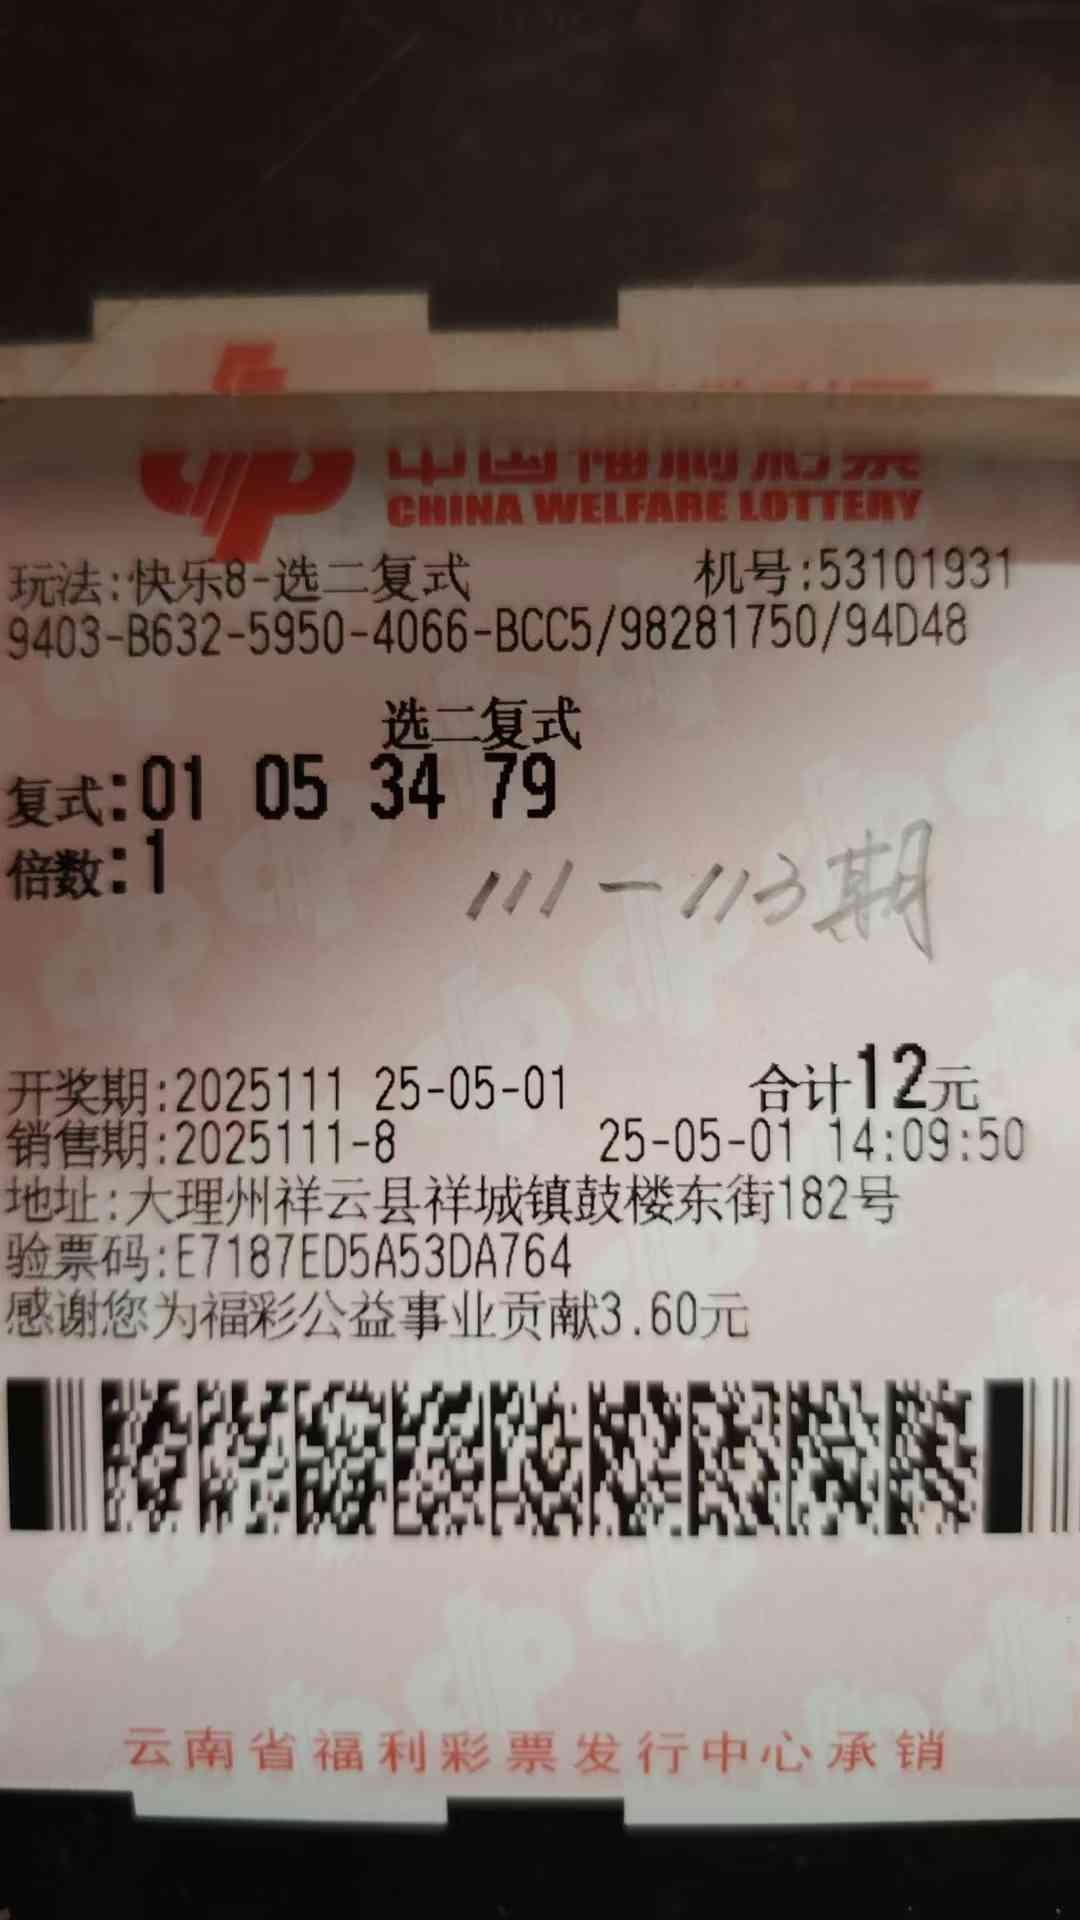 中国福利彩票
CHINA WELFARE LOTTERY
玩法:快乐8-选二复式 机号:53101931
9403-B632-5950-4066-BCC5/98281750/94D48
选二复式
复式:01 05 34 79
倍数:1
111-113期
开奖期:2025111 25-05-01 合计12元
销售期:2025111-8 25-05-01 14:09:50
地址:大理州祥云县祥城镇鼓楼东街182号
验票码:E7187ED5A53DA764
感谢您为福彩公益事业贡献3.60元
云南省福利彩票发行中心承销